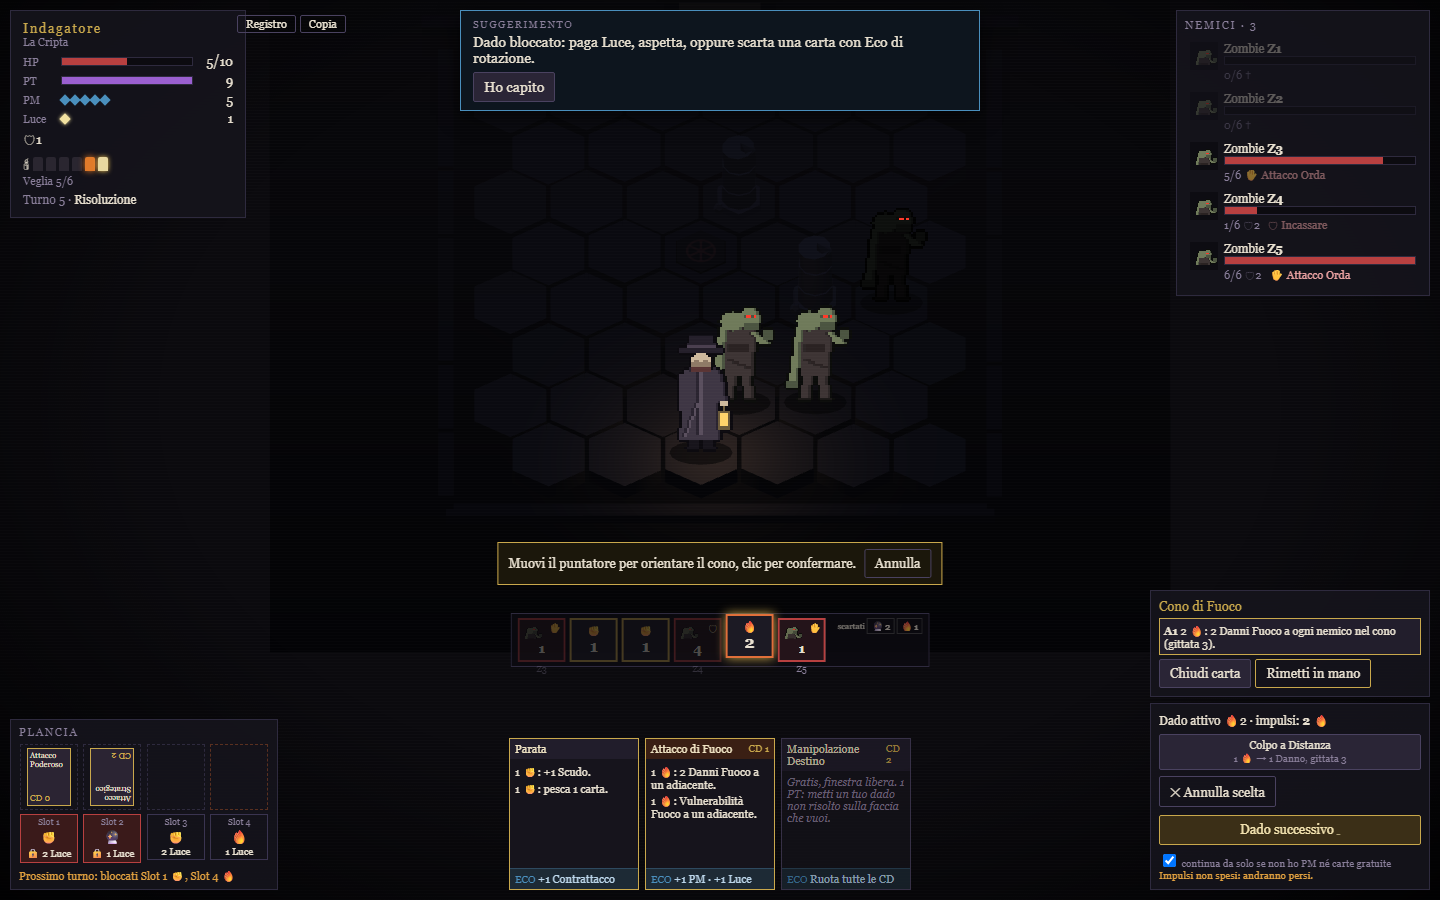 Indagatore
La Cripta
HP 5/10
PT 9
PM 5
Luce 1
1
Veglia 5/6
Turno 5 · Risoluzione
Registro
Copia
SUGGERIMENTO
Dado bloccato: paga Luce, aspetta, oppure scarta una carta con Eco di
rotazione.
Ho capito
NEMICI · 3
Zombie Z1
0/6 †
Zombie Z2
0/6 †
Zombie Z3
5/6 Attacco Orda
Zombie Z4
1/6 2 Incassare
Zombie Z5
6/6 2 Attacco Orda
Muovi il puntatore per orientare il cono, clic per confermare.
Annulla
1
1
1
4
2
1
scartati 2 1
Z3
Z4
Z5
Cono di Fuoco
A1 2 : 2 Danni Fuoco a ogni nemico nel cono
(gittata 3).
Chiudi carta
Rimetti in mano
Dado attivo 2 · impulsi: 2
Colpo a Distanza
1 → 1 Danno, gittata 3
✕ Annulla scelta
Dado successivo
continua da solo se non ho PM né carte gratuite
Impulsi non spesi: andranno persi.
PLANCIA
Attacco
Poderoso
CD 0
Attacco
Strategico
CD 2
Slot 1
2 Luce
Slot 2
1 Luce
Slot 3
2 Luce
Slot 4
1 Luce
Prossimo turno: bloccati Slot 1 , Slot 4
Parata
1 : +1 Scudo.
1 : pesca 1 carta.
ECO +1 Contrattacco
Attacco di Fuoco CD 1
1 : 2 Danni Fuoco a
un adiacente.
1 : Vulnerabilità
Fuoco a un adiacente.
ECO +1 PM · +1 Luce
Manipolazione
Destino
CD
2
Gratis, finestra libera. 1
PT: metti un tuo dado
non risolto sulla faccia
che vuoi.
ECO Ruota tutte le CD